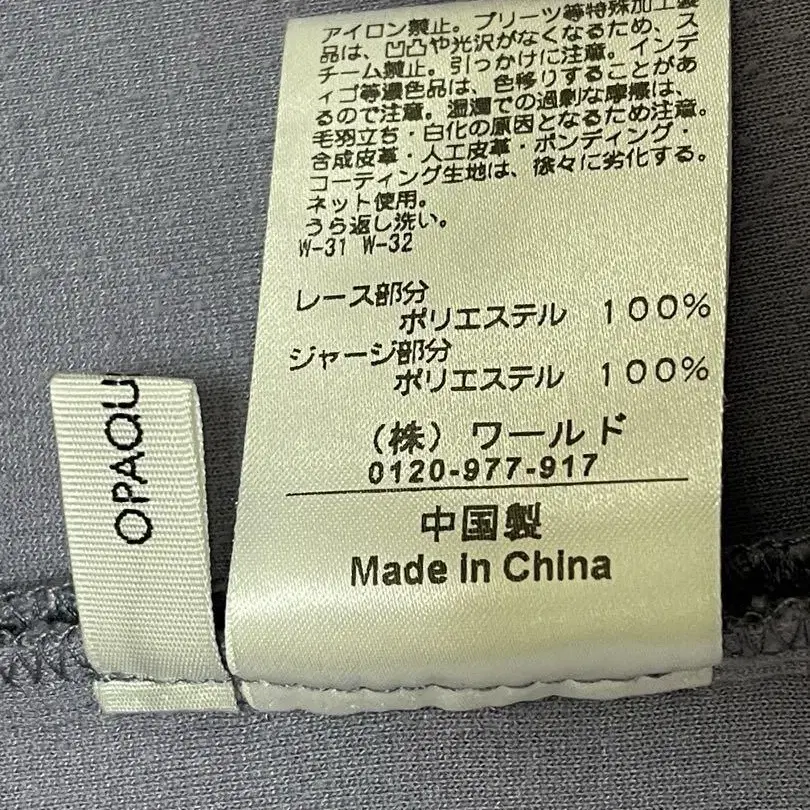 アイロン禁止。プリーツ等特殊加工製
品は、凹凸や光沢がなくなるため、ス
チーム禁止。引っかけに注意。インデ
ィゴ等濃色品は、色移りすることがあ
るので注意。湿潤での過剰な摩擦は、
毛羽立ち・白化の原因となるため注意。
合成皮革・人工皮革・ボンディング・
コーティング生地は、徐々に劣化する。
ネット使用。
うら返し洗い。
W-31 W-32
レース部分
ポリエステル 100%
ジャージ部分
ポリエステル 100%
(株)ワールド
0120-977-917
中国製
Made in China
OPAQU